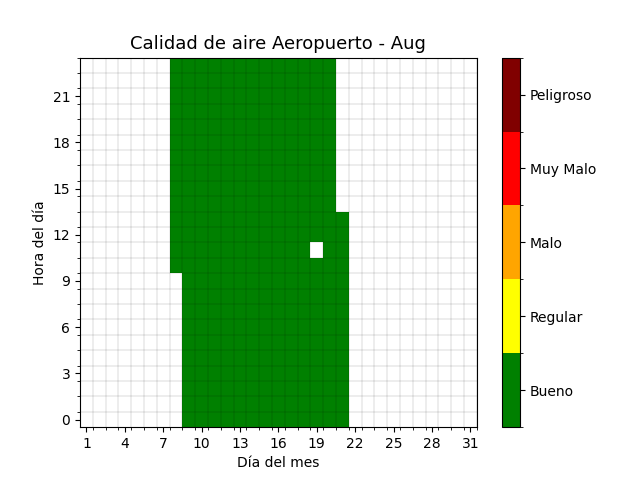 Calidad de aire Aeropuerto - Aug
21
18
15
12
9
6
3
0
Hora del día
1 4 7 10 13 16 19 22 25 28 31
Día del mes
Peligroso
Muy Malo
Malo
Regular
Bueno